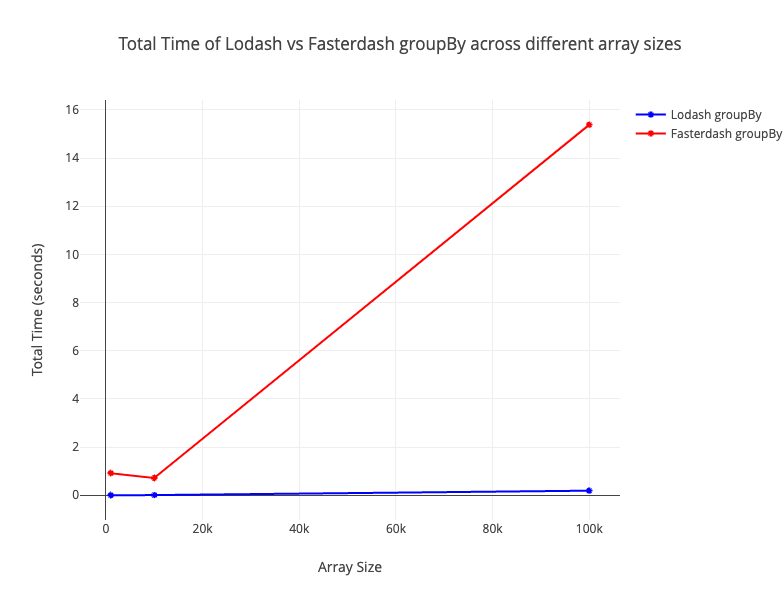 Total Time of Lodash vs Fasterdash groupBy across different array sizes
Lodash groupBy
Fasterdash groupBy
Total Time (seconds)
16
14
12
10
8
6
4
2
0
0 20k 40k 60k 80k 100k
Array Size